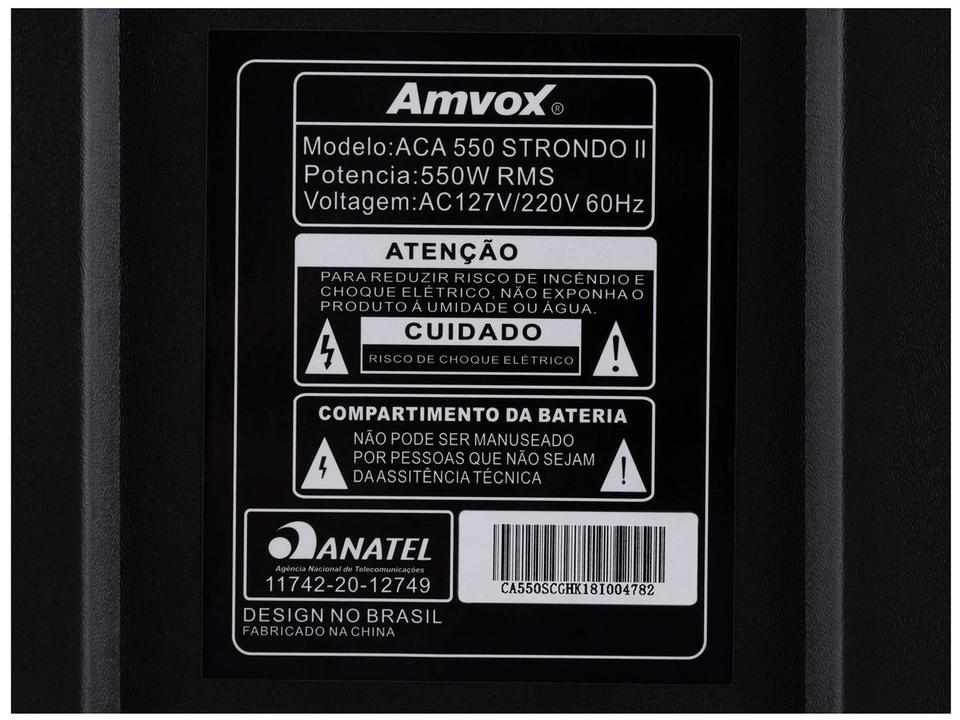 Amvox®
Modelo:ACA 550 STRONDO II
Potencia:550W RMS
Voltagem:AC127V/220V 60Hz
ATENÇÃO
PARA REDUZIR RISCO DE INCÊNDIO E
CHOQUE ELÉTRICO, NÃO EXPONHA O
PRODUTO Á UMIDADE OU ÁGUA.
CUIDADO
RISCO DE CHOQUE ELÉTRICO
COMPARTIMENTO DA BATERIA
NÃO PODE SER MANUSEADO
POR PESSOAS QUE NÃO SEJAM
DA ASSITÊNCIA TÉCNICA
ANATEL
Agência Nacional de Telecomunicações
11742-20-12749
CA550SCGHK18I004782
DESIGN NO BRASIL
FABRICADO NA CHINA